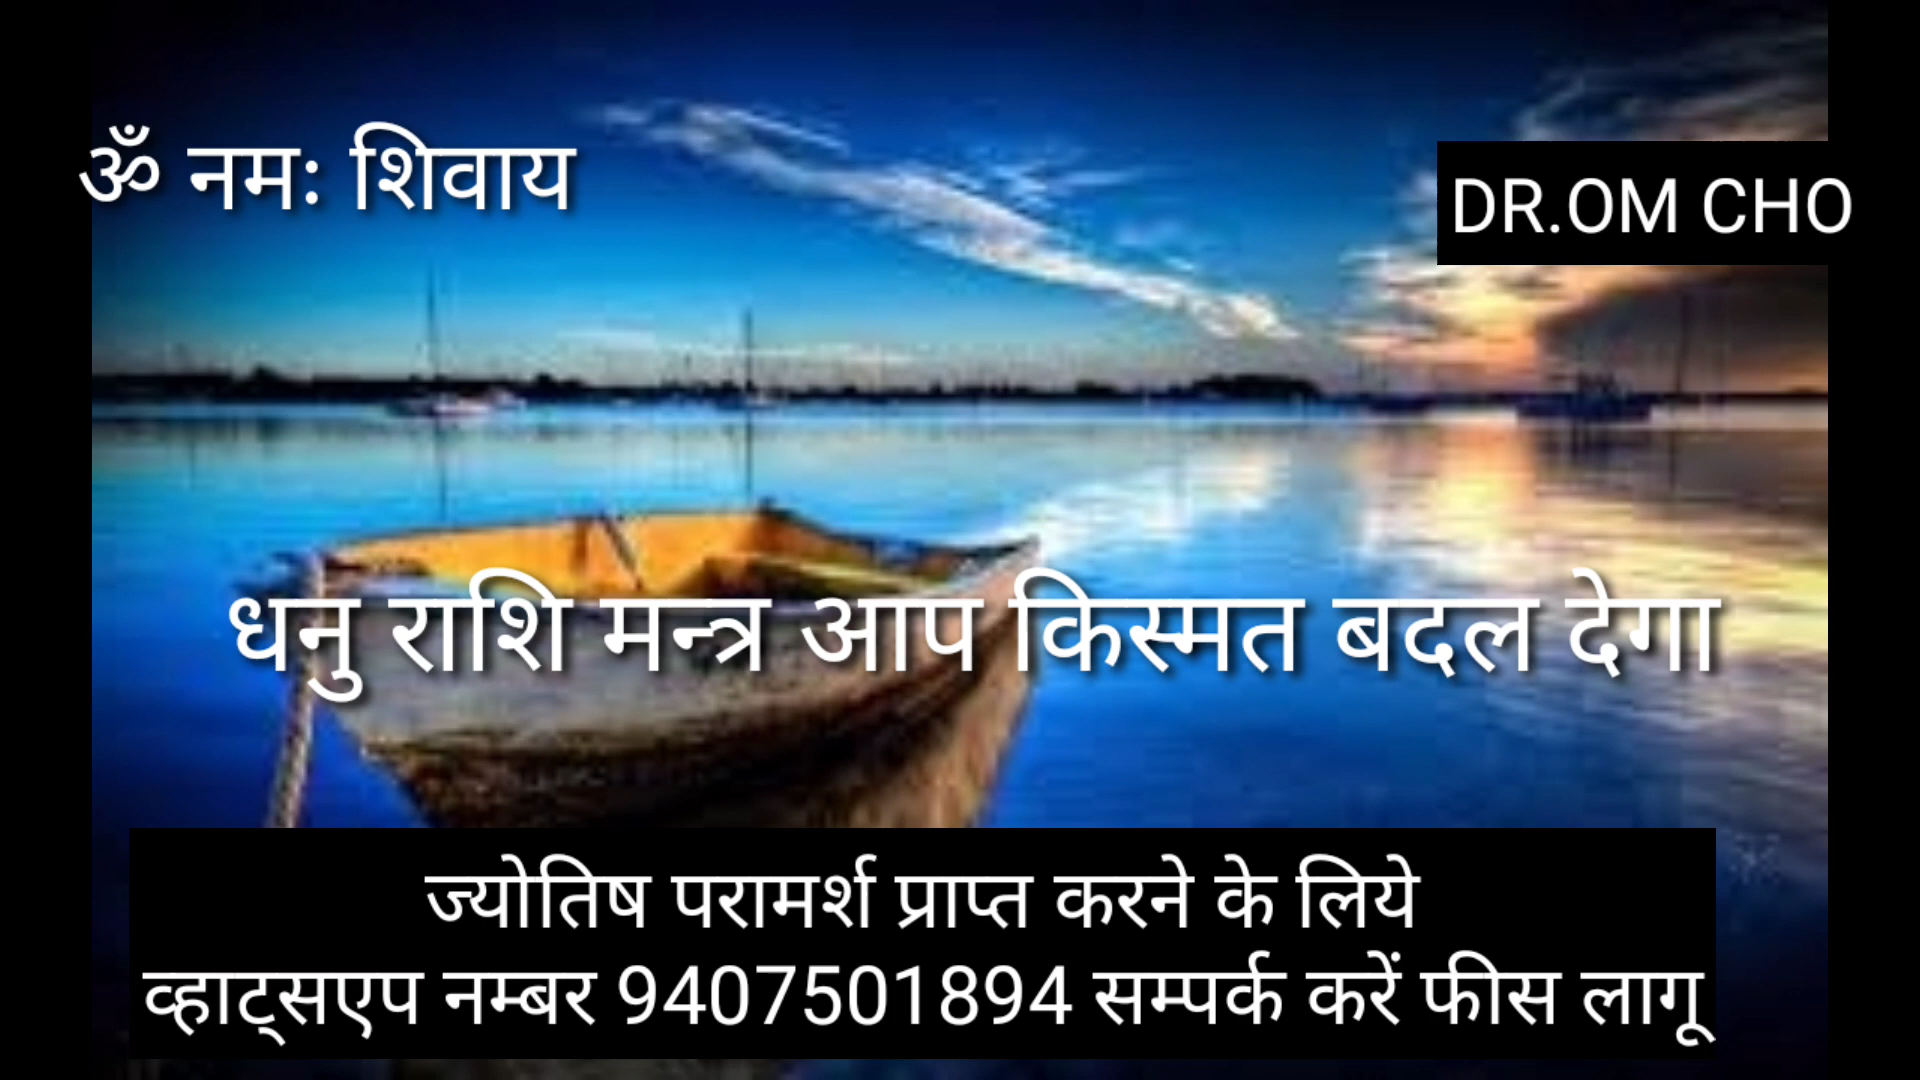 ॐ नमः शिवाय
DR.OM CHO
धनु राशि मन्त्र आप किस्मत बदल देगा
ज्योतिष परामर्श प्राप्त करने के लिये
व्हाट्सएप नम्बर 9407501894 सम्पर्क करें फीस लागू